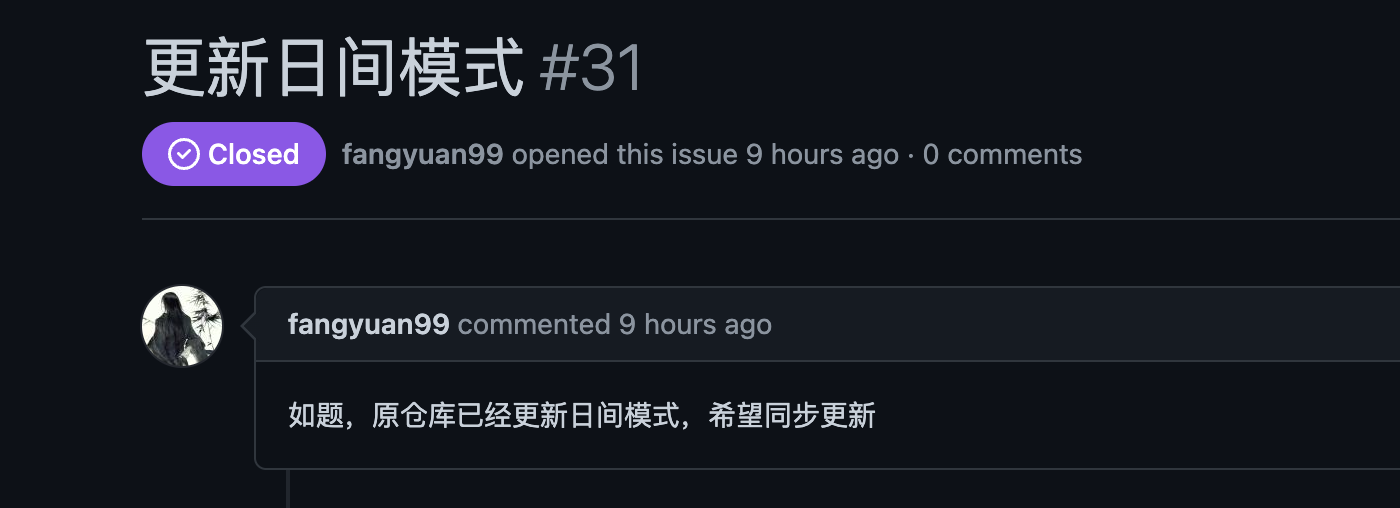 更新日间模式 #31
Closed fangyuan99 opened this issue 9 hours ago · 0 comments
fangyuan99 commented 9 hours ago
如题，原仓库已经更新日间模式，希望同步更新